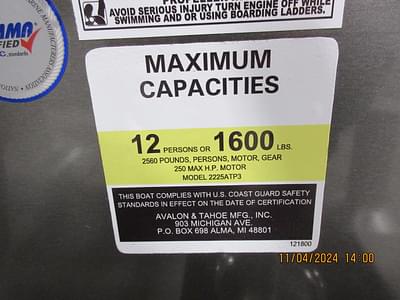 AVOID SERIOUS INJURY TURN ENGINE OFF WHILE
SWIMMING AND OR USING BOARDING LADDERS.
MAXIMUM
CAPACITIES
12 PERSONS OR 1600 LBS.
2560 POUNDS, PERSONS, MOTOR, GEAR
250 MAX H.P. MOTOR
MODEL 2225ATP3
THIS BOAT COMPLIES WITH U.S. COAST GUARD SAFETY
STANDARDS IN EFFECT ON THE DATE OF CERTIFICATION
AVALON & TAHOE MFG., INC.
903 MICHIGAN AVE.
P.O. BOX 698 ALMA, MI 48801
121800
11/04/2024 14:00